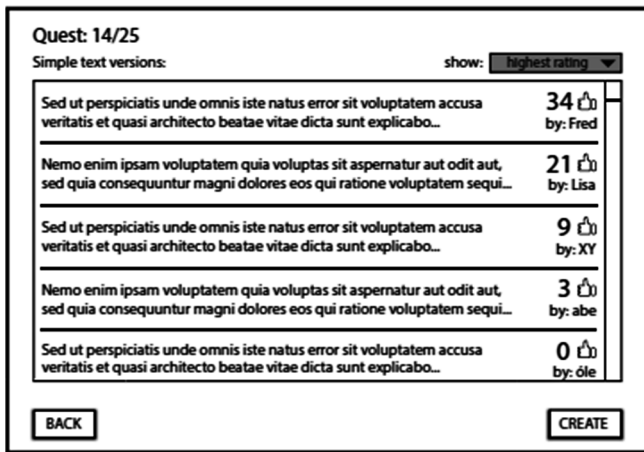 Quest: 14/25
Simple text versions:
show: highest rating
Sed ut perspiciatis unde omnis iste natus error sit voluptatem accusa
veritatis et quasi architecto beatae vitae dicta sunt explicabo...
34
by: Fred
Nemo enim ipsam voluptatem quia voluptas sit aspernatur aut odit aut,
sed quia consequuntur magni dolores eos qui ratione voluptatem sequi...
21
by: Lisa
Sed ut perspiciatis unde omnis iste natus error sit voluptatem accusa
veritatis et quasi architecto beatae vitae dicta sunt explicabo...
9
by: XY
Nemo enim ipsam voluptatem quia voluptas sit aspernatur aut odit aut,
sed quia consequuntur magni dolores eos qui ratione voluptatem sequi...
3
by: abe
Sed ut perspiciatis unde omnis iste natus error sit voluptatem accusa
veritatis et quasi architecto beatae vitae dicta sunt explicabo...
0
by: óle
BACK
CREATE